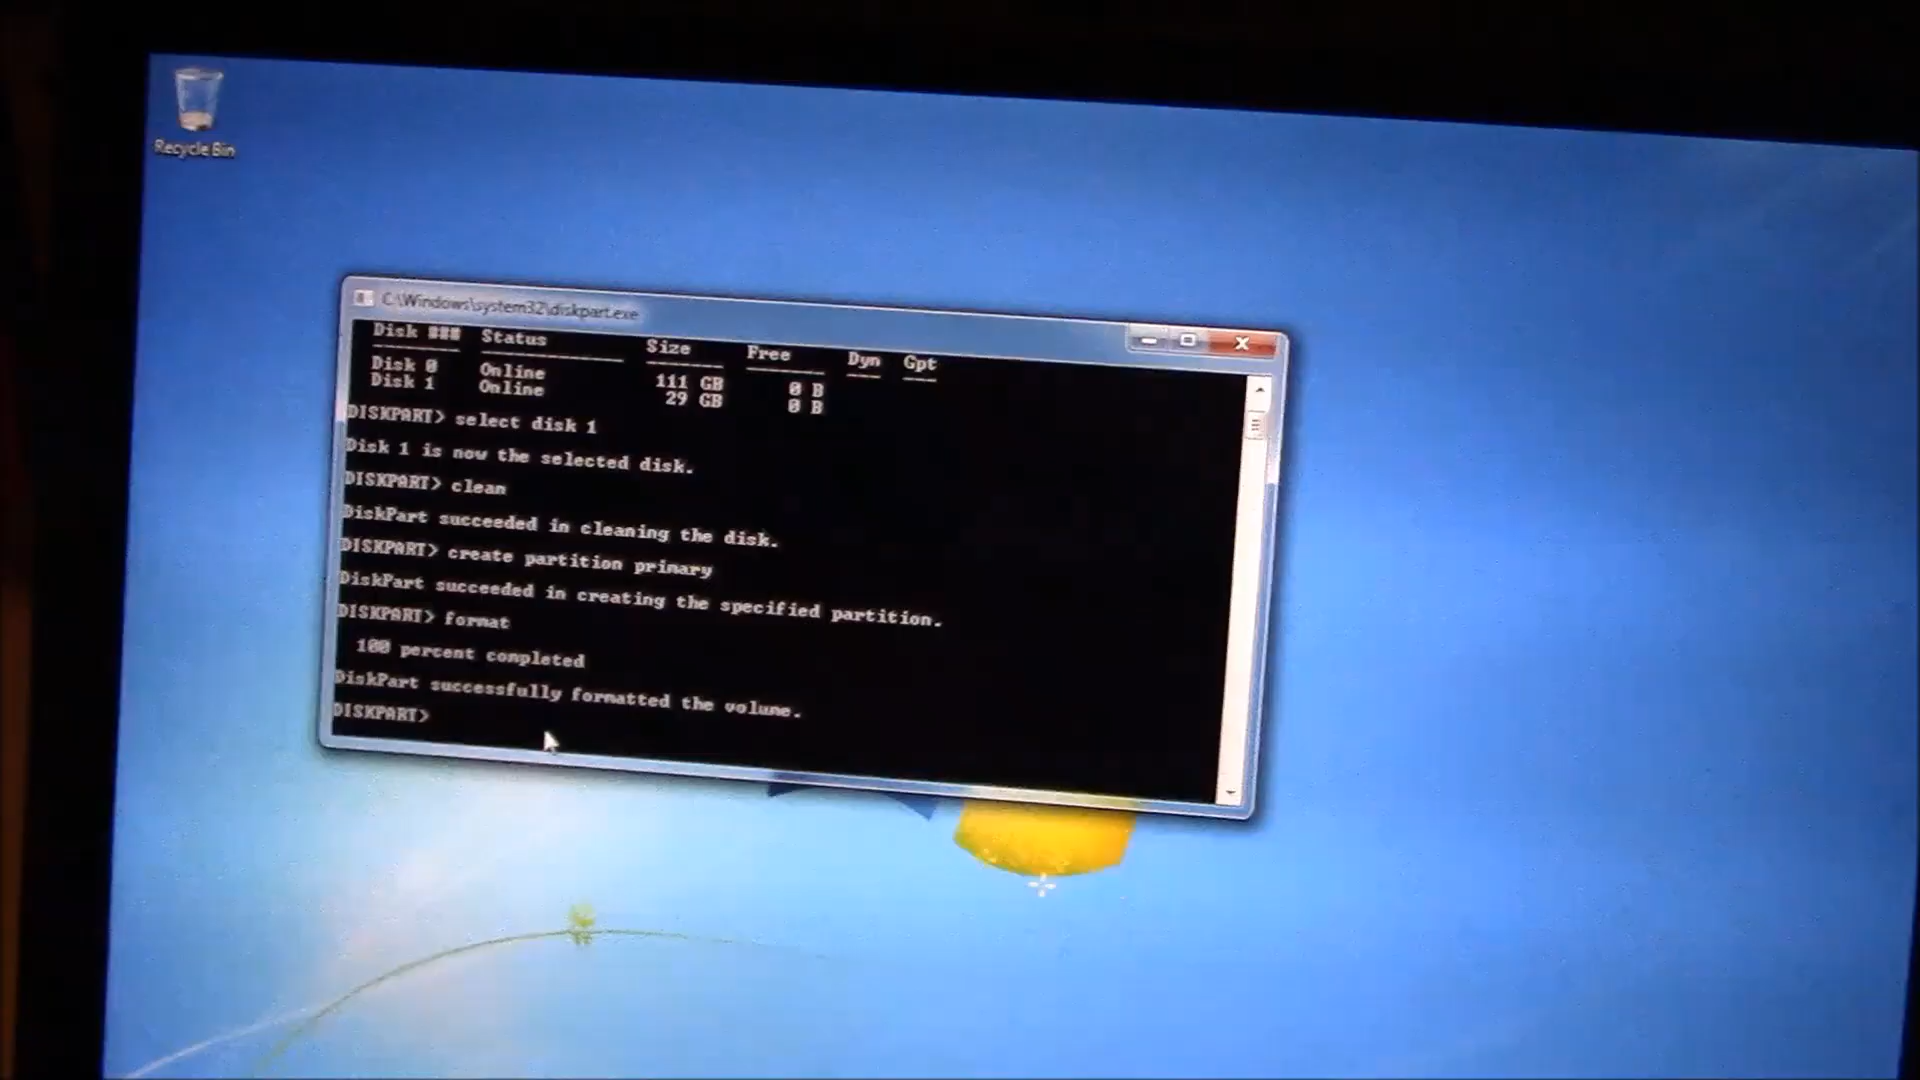 Recycle Bin
C:\Windows\system32\diskpart.exe
Disk ### Status Size Free Dyn Gpt
Disk 0 Online 111 GB 0 B
Disk 1 Online 29 GB 0 B
DISKPART> select disk 1
Disk 1 is now the selected disk.
DISKPART> clean
DiskPart succeeded in cleaning the disk.
DISKPART> create partition primary
DiskPart succeeded in creating the specified partition.
DISKPART> format
100 percent completed
DiskPart successfully formatted the volume.
DISKPART>